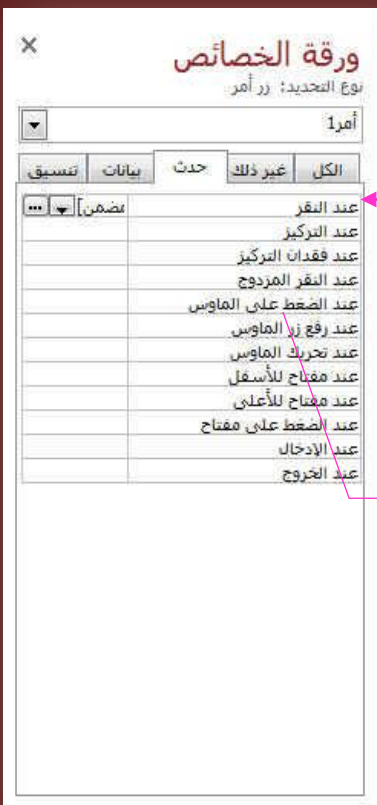 ورقة الخصائص
نوع التحديد: زر أمر
أمر1
الكل غير ذلك حدث بيانات تنسيق
عند النقر [مضمن
عند التركيز
عند فقدان التركيز
عند النقر المزدوج
عند الضغط على الماوس
عند رفع زر الماوس
عند تحريك الماوس
عند مفتاح للأسفل
عند مفتاح للأعلى
عند الضغط على مفتاح
عند الإدخال
عند الخروج